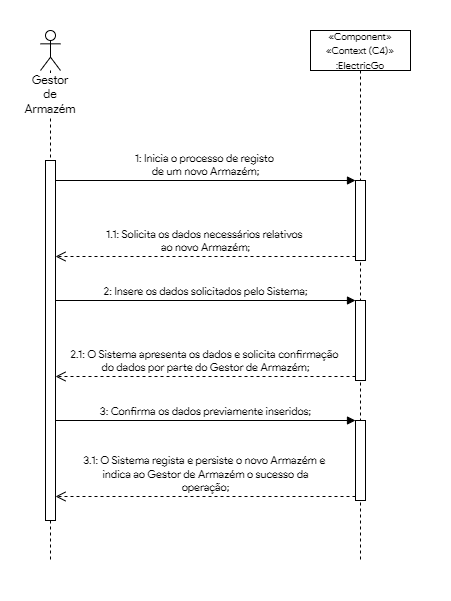 «Component»
«Context (C4)»
:ElectricGo
Gestor
de
Armazém
1: Inicia o processo de registo
de um novo Armazém;
1.1: Solicita os dados necessários relativos
ao novo Armazém;
2: Insere os dados solicitados pelo Sistema;
2.1: O Sistema apresenta os dados e solicita confirmação
do dados por parte do Gestor de Armazém;
3: Confirma os dados previamente inseridos;
3.1: O Sistema regista e persiste o novo Armazém e
indica ao Gestor de Armazém o sucesso da
operação;